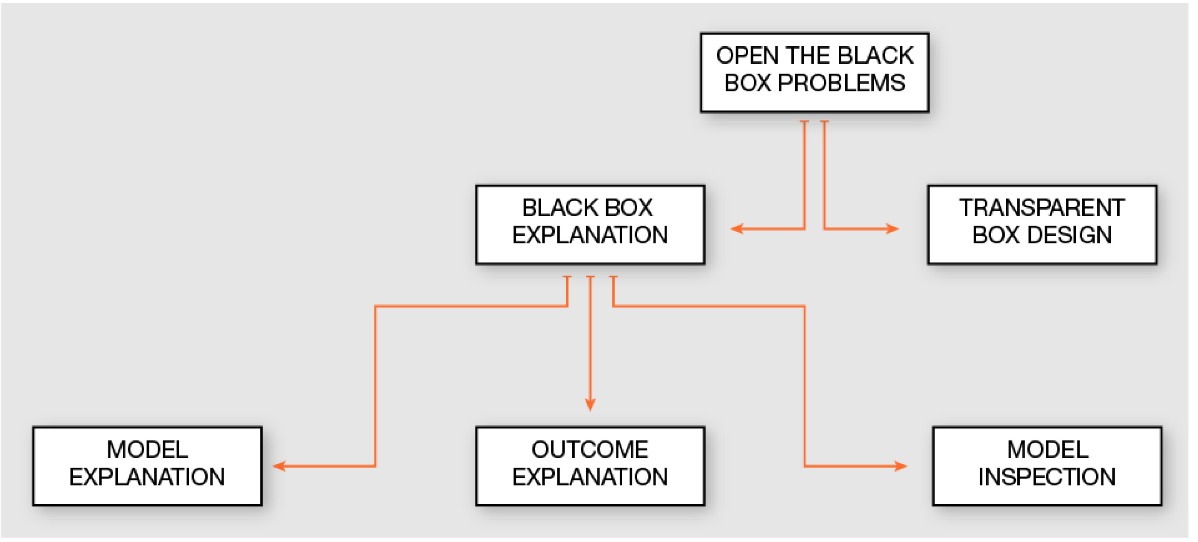 OPEN THE BLACK
BOX PROBLEMS
BLACK BOX
EXPLANATION
TRANSPARENT
BOX DESIGN
MODEL
EXPLANATION
OUTCOME
EXPLANATION
MODEL
INSPECTION